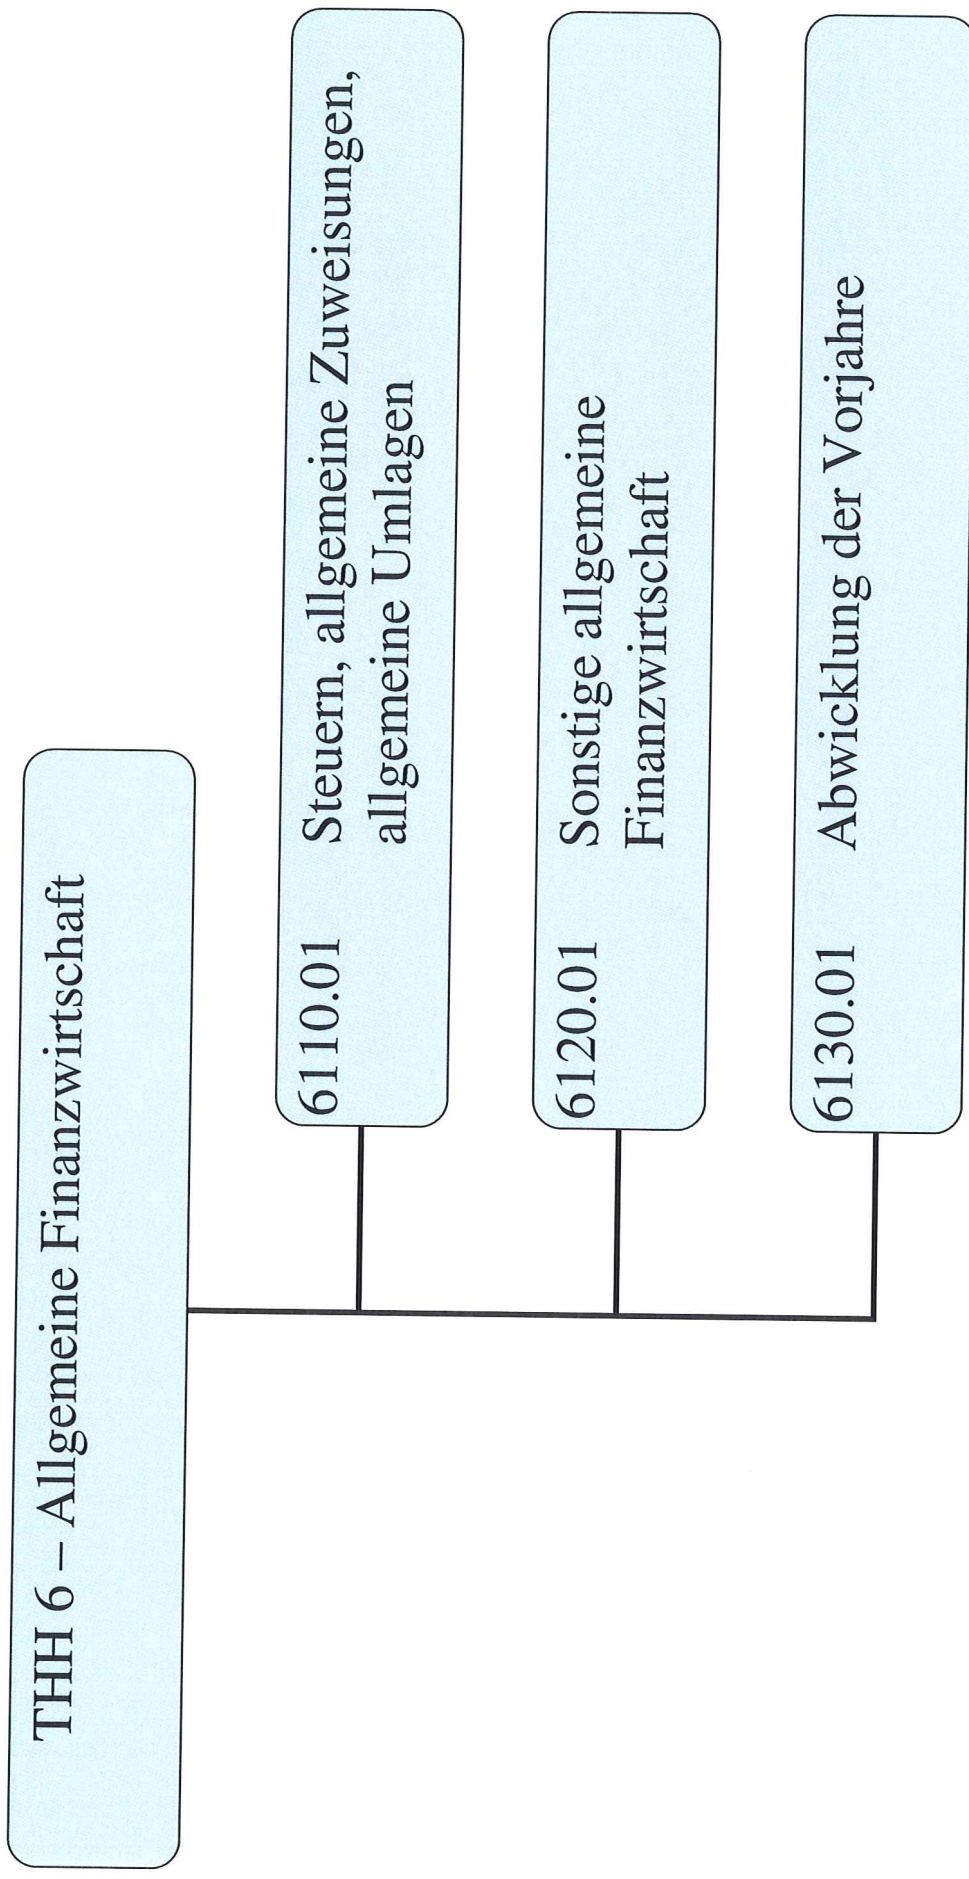 THH 6 – Allgemeine Finanzwirtschaft
6110.01 Steuern, allgemeine Zuweisungen,
allgemeine Umlagen
6120.01 Sonstige allgemeine
Finanzwirtschaft
6130.01 Abwicklung der Vorjahre